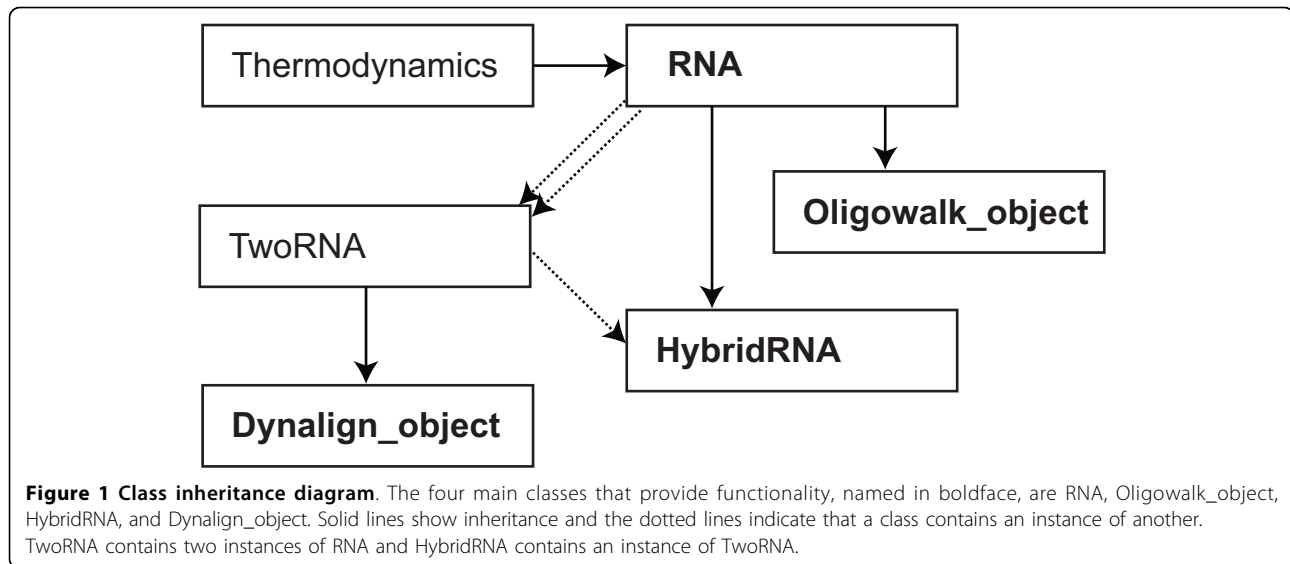 Thermodynamics
RNA
Oligowalk_object
TwoRNA
HybridRNA
Dynalign_object
Figure 1 Class inheritance diagram. The four main classes that provide functionality, named in boldface, are RNA, Oligowalk_object,
HybridRNA, and Dynalign_object. Solid lines show inheritance and the dotted lines indicate that a class contains an instance of another.
TwoRNA contains two instances of RNA and HybridRNA contains an instance of TwoRNA.